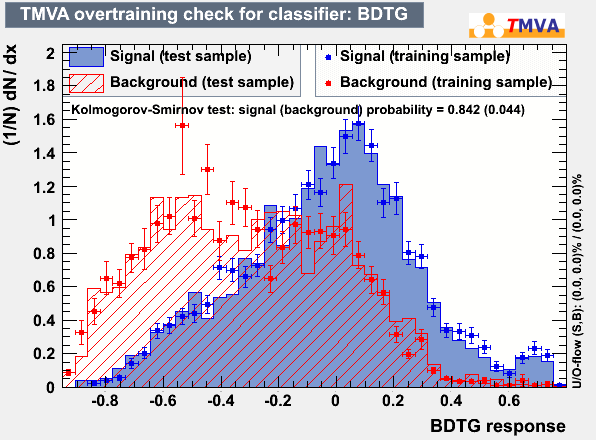 TMVA overtraining check for classifier: BDTG
TMVA
Signal (test sample)
Signal (training sample)
Background (test sample)
Background (training sample)
Kolmogorov-Smirnov test: signal (background) probability = 0.842 (0.044)
(1/N) dN / dx
2
1.8
1.6
1.4
1.2
1
0.8
0.6
0.4
0.2
0
-0.8 -0.6 -0.4 -0.2 0 0.2 0.4 0.6
BDTG response
U/O-flow (S,B): (0.0, 0.0)% / (0.0, 0.0)%